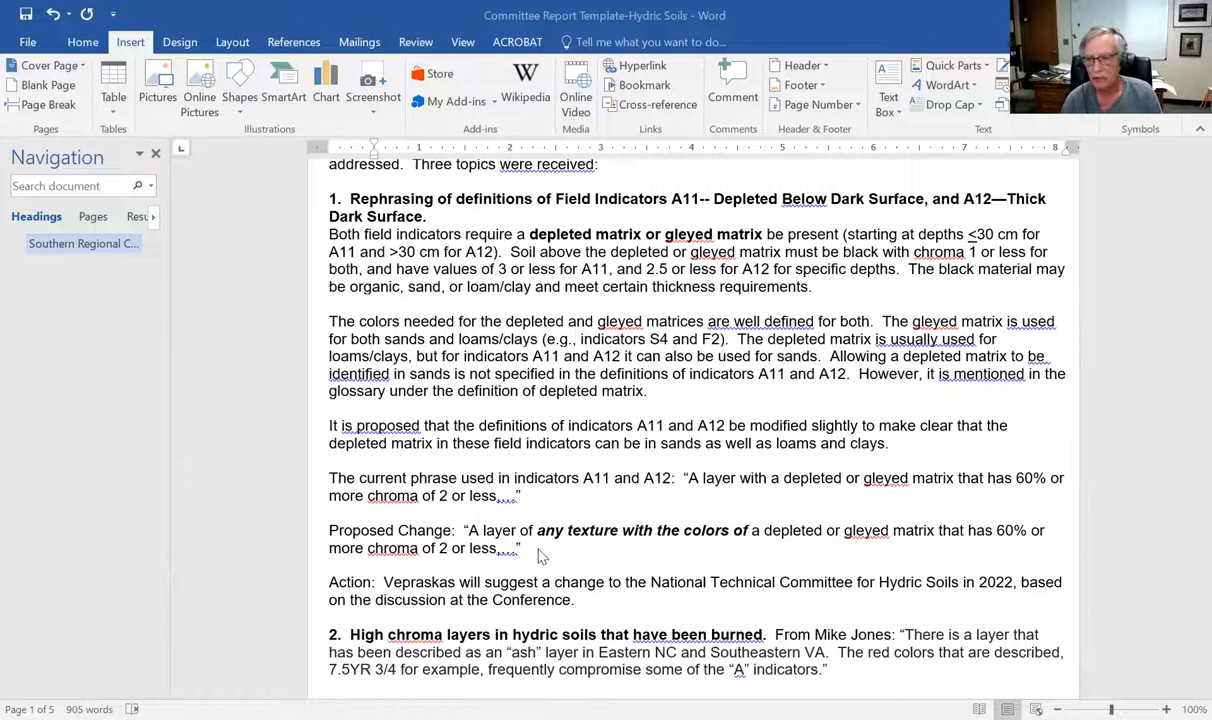 Committee Report Template-Hydric Soils - Word
File Home Insert Design Layout References Mailings Review View ACROBAT Tell me what you want to do...
Cover Page
Blank Page
Page Break
Pages
Table
Tables
Pictures
Online Pictures
Shapes
SmartArt
Chart
Screenshot
Illustrations
Store
My Add-ins
Wikipedia
Add-ins
Online Video
Media
Hyperlink
Bookmark
Cross-reference
Links
Comment
Comments
Header
Footer
Page Number
Header & Footer
Text Box
Quick Parts
WordArt
Drop Cap
Text
Symbols
Navigation
Search document
Headings Pages Resu
Southern Regional C...
L
1 2 3 4 5 6 7 8
addressed. Three topics were received:
1. Rephrasing of definitions of Field Indicators A11-- Depleted Below Dark Surface, and A12—Thick
Dark Surface.
Both field indicators require a depleted matrix or gleyed matrix be present (starting at depths <30 cm for
A11 and >30 cm for A12). Soil above the depleted or gleyed matrix must be black with chroma 1 or less for
both, and have values of 3 or less for A11, and 2.5 or less for A12 for specific depths. The black material may
be organic, sand, or loam/clay and meet certain thickness requirements.
The colors needed for the depleted and gleyed matrices are well defined for both. The gleyed matrix is used
for both sands and loams/clays (e.g., indicators S4 and F2). The depleted matrix is usually used for
loams/clays, but for indicators A11 and A12 it can also be used for sands. Allowing a depleted matrix to be
identified in sands is not specified in the definitions of indicators A11 and A12. However, it is mentioned in the
glossary under the definition of depleted matrix.
It is proposed that the definitions of indicators A11 and A12 be modified slightly to make clear that the
depleted matrix in these field indicators can be in sands as well as loams and clays.
The current phrase used in indicators A11 and A12: “A layer with a depleted or gleyed matrix that has 60% or
more chroma of 2 or less,...”
Proposed Change: “A layer of any texture with the colors of a depleted or gleyed matrix that has 60% or
more chroma of 2 or less,...”
Action: Vepraskas will suggest a change to the National Technical Committee for Hydric Soils in 2022, based
on the discussion at the Conference.
2. High chroma layers in hydric soils that have been burned. From Mike Jones: “There is a layer that
has been described as an “ash” layer in Eastern NC and Southeastern VA. The red colors that are described,
7.5YR 3/4 for example, frequently compromise some of the “A” indicators.”
Page 1 of 5 905 words
100%